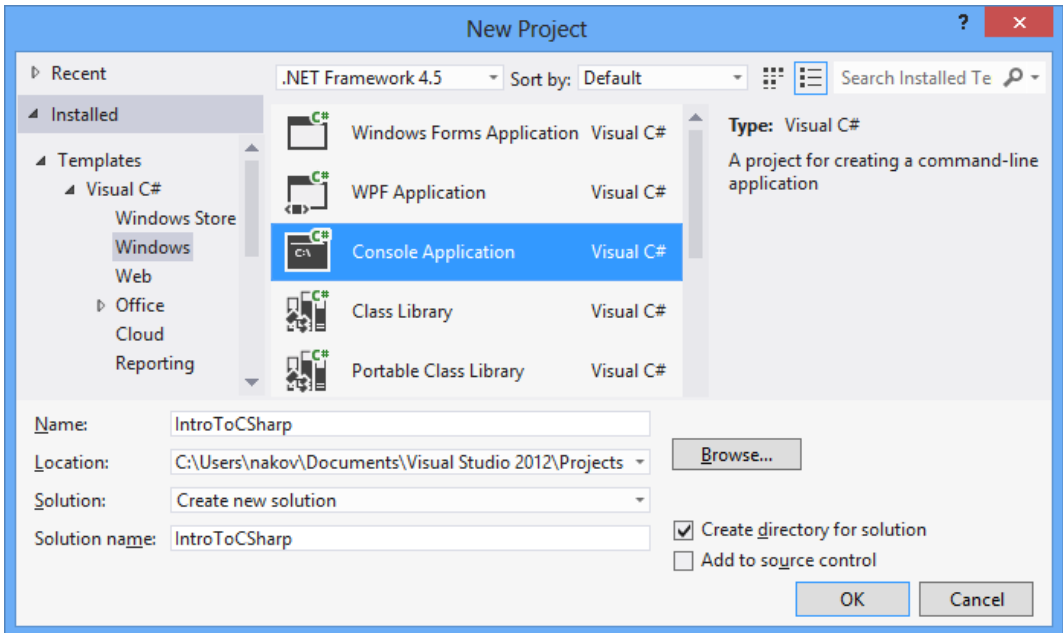 New Project
?
×
Recent
.NET Framework 4.5
Sort by: Default
Search Installed Te
Installed
Templates
Visual C#
Windows Store
Windows
Web
Office
Cloud
Reporting
C#
Windows Forms Application Visual C#
C#
WPF Application Visual C#
C#
C:\
Console Application Visual C#
C#
Class Library Visual C#
C#
Portable Class Library Visual C#
Type: Visual C#
A project for creating a command-line
application
Name: IntroToCSharp
Location: C:\Users\nakov\Documents\Visual Studio 2012\Projects
Browse...
Solution: Create new solution
Solution name: IntroToCSharp
Create directory for solution
Add to source control
OK Cancel